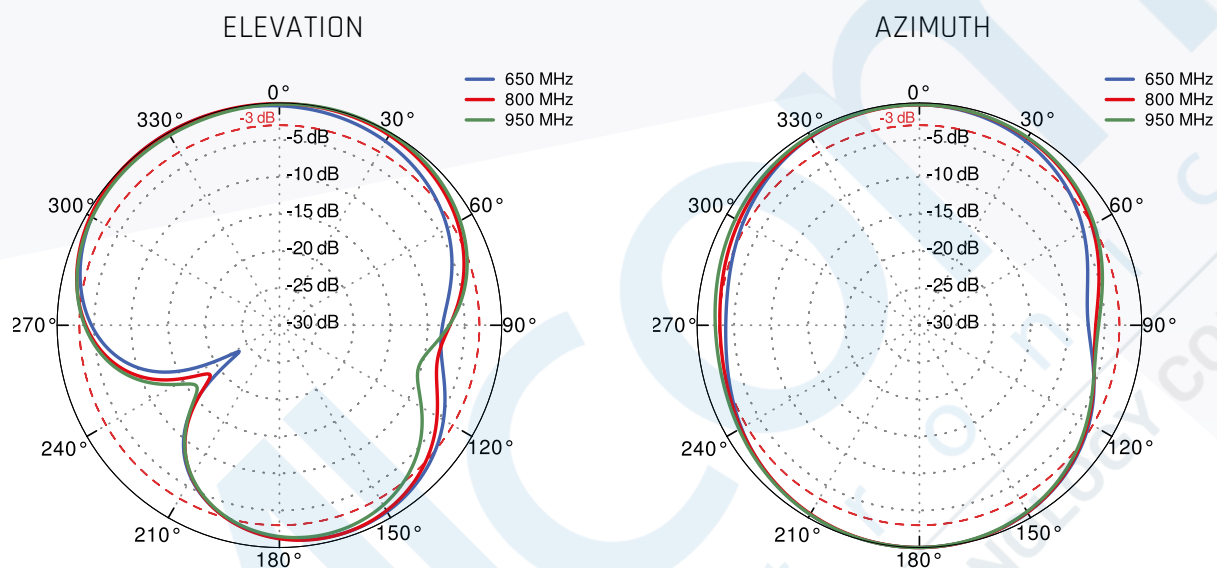 ELEVATION
650 MHz
800 MHz
950 MHz
0°
30°
60°
90°
120°
150°
180°
210°
240°
270°
300°
330°
-3 dB
-5 dB
-10 dB
-15 dB
-20 dB
-25 dB
-30 dB
AZIMUTH
650 MHz
800 MHz
950 MHz
0°
30°
60°
90°
120°
150°
180°
210°
240°
270°
300°
330°
-3 dB
-5 dB
-10 dB
-15 dB
-20 dB
-25 dB
-30 dB